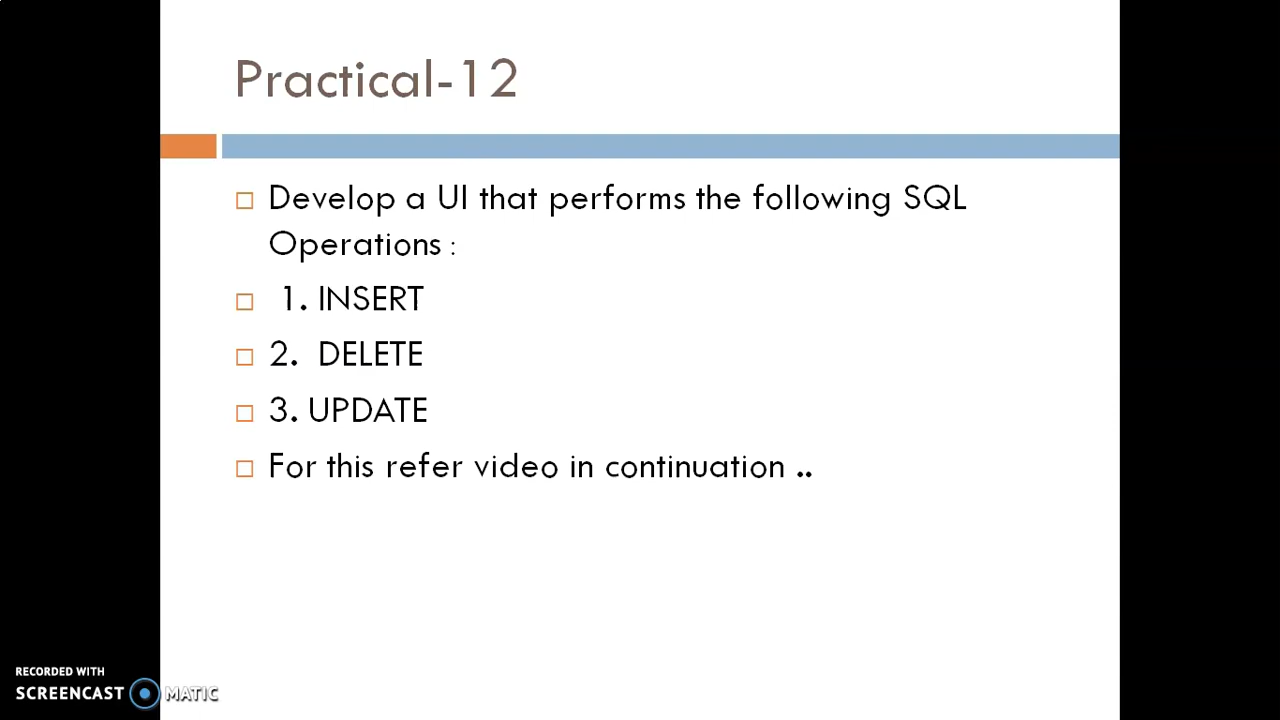 Practical-12
Develop a UI that performs the following SQL
Operations :
1. INSERT
2. DELETE
3. UPDATE
For this refer video in continuation ..
RECORDED WITH
SCREENCAST MATIC